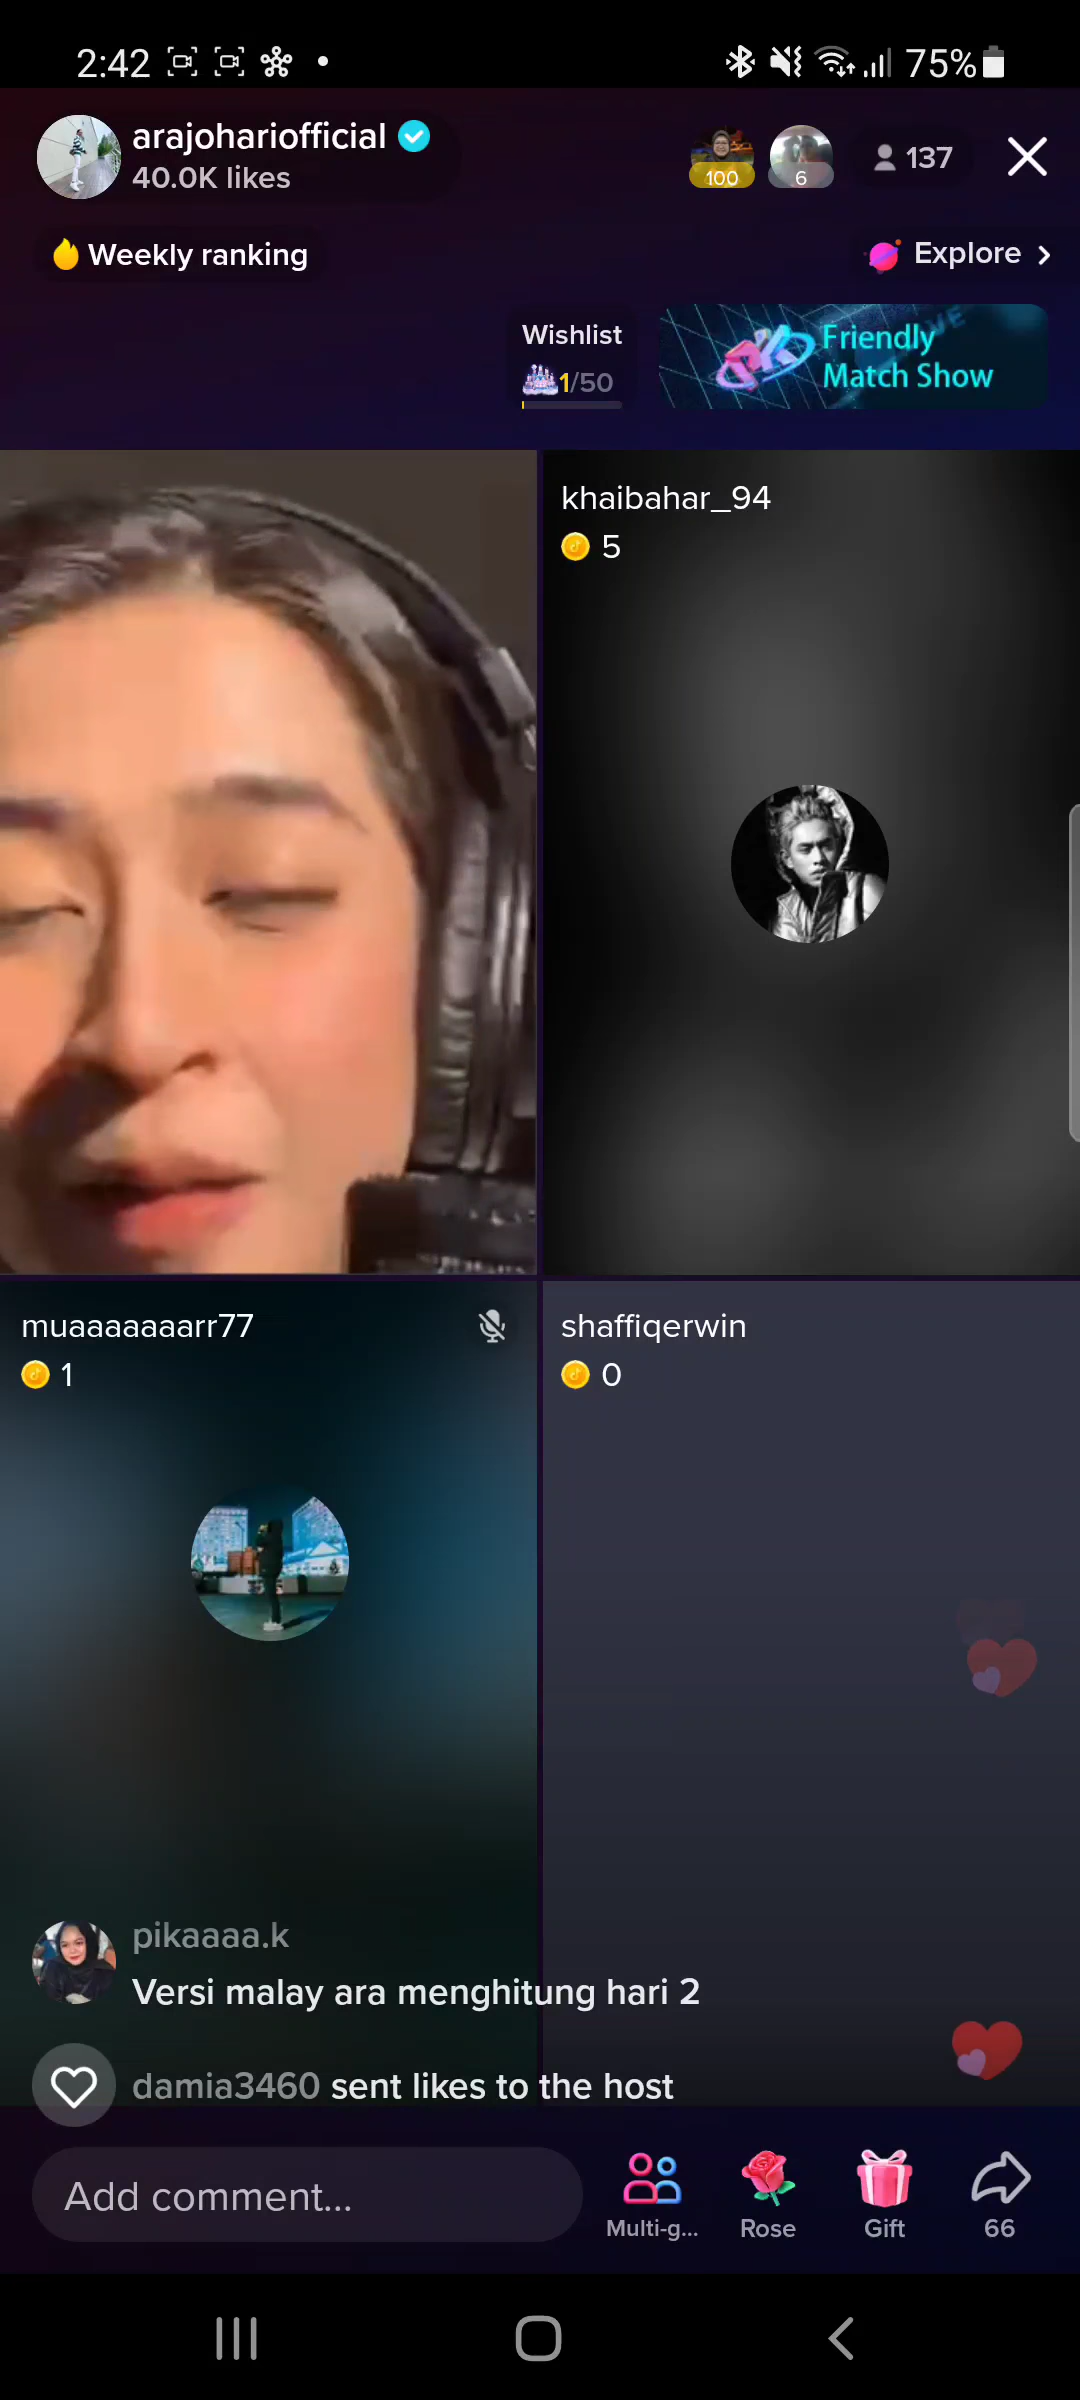 2:42
75%
arajohariofficial
40.0K likes
100
6
137
Weekly ranking
Explore
Wishlist
1/50
Friendly
Match Show
khaibahar_94
5
muaaaaaaarr77
1
shaffiqerwin
0
pikaaaa.k
Versi malay ara menghitung hari 2
damia3460 sent likes to the host
Add comment...
Multi-g...
Rose
Gift
66